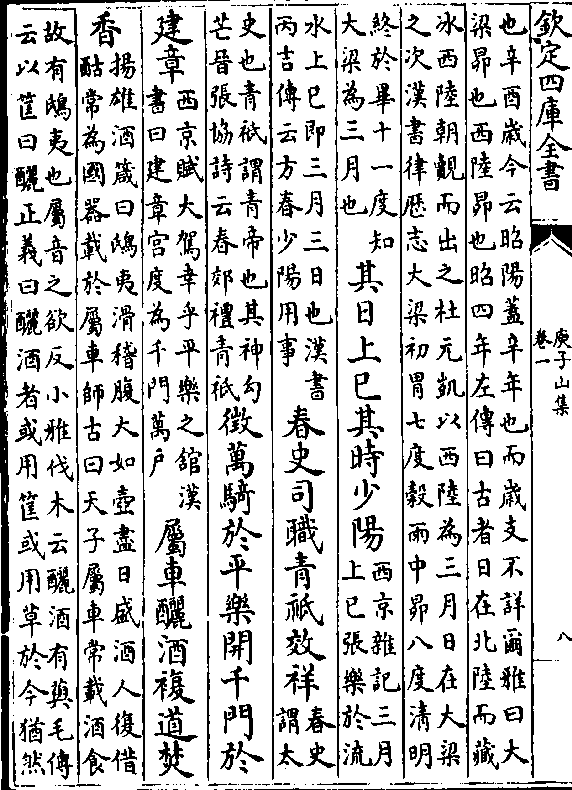 欽定四庫全書
庚子山集
卷一
八
也辛酉歲今云昭陽蓋辛年也而歲支不詳爾雅曰大
梁昴也西陸昴也昭四年左傳曰古者日在北陸而藏
冰西陸朝覿而出之杜元凱以西陸為三月日在大梁
之次漢書律歷志大梁初胃七度穀雨中昴八度清明
終於畢十一度知
大梁為三月也
其日上巳其時少陽
西京雜記三月
上巳張樂於流
水上巳即三月三日也漢書
丙吉傳云方春少陽用事
春史司職青祇效祥
春史
謂太
史也青祇謂青帝也其神勾
芒晉張協詩云春郊禮青祇
徵萬騎於平樂開千門於
建章
西京賦大駕幸乎平樂之館漢
書曰建章宮度為千門萬户
屬車釃酒複道焚
香
揚雄酒箴曰鴟夷滑稽腹大如壺盡日盛酒人復借
酤常為國器載於屬車師古曰天子屬車常載酒食
故有鴟夷也屬音之欲反小雅伐木云釃酒有藇毛傳
云以筐曰釃正義曰釃酒者或用筐或用草於今猶然